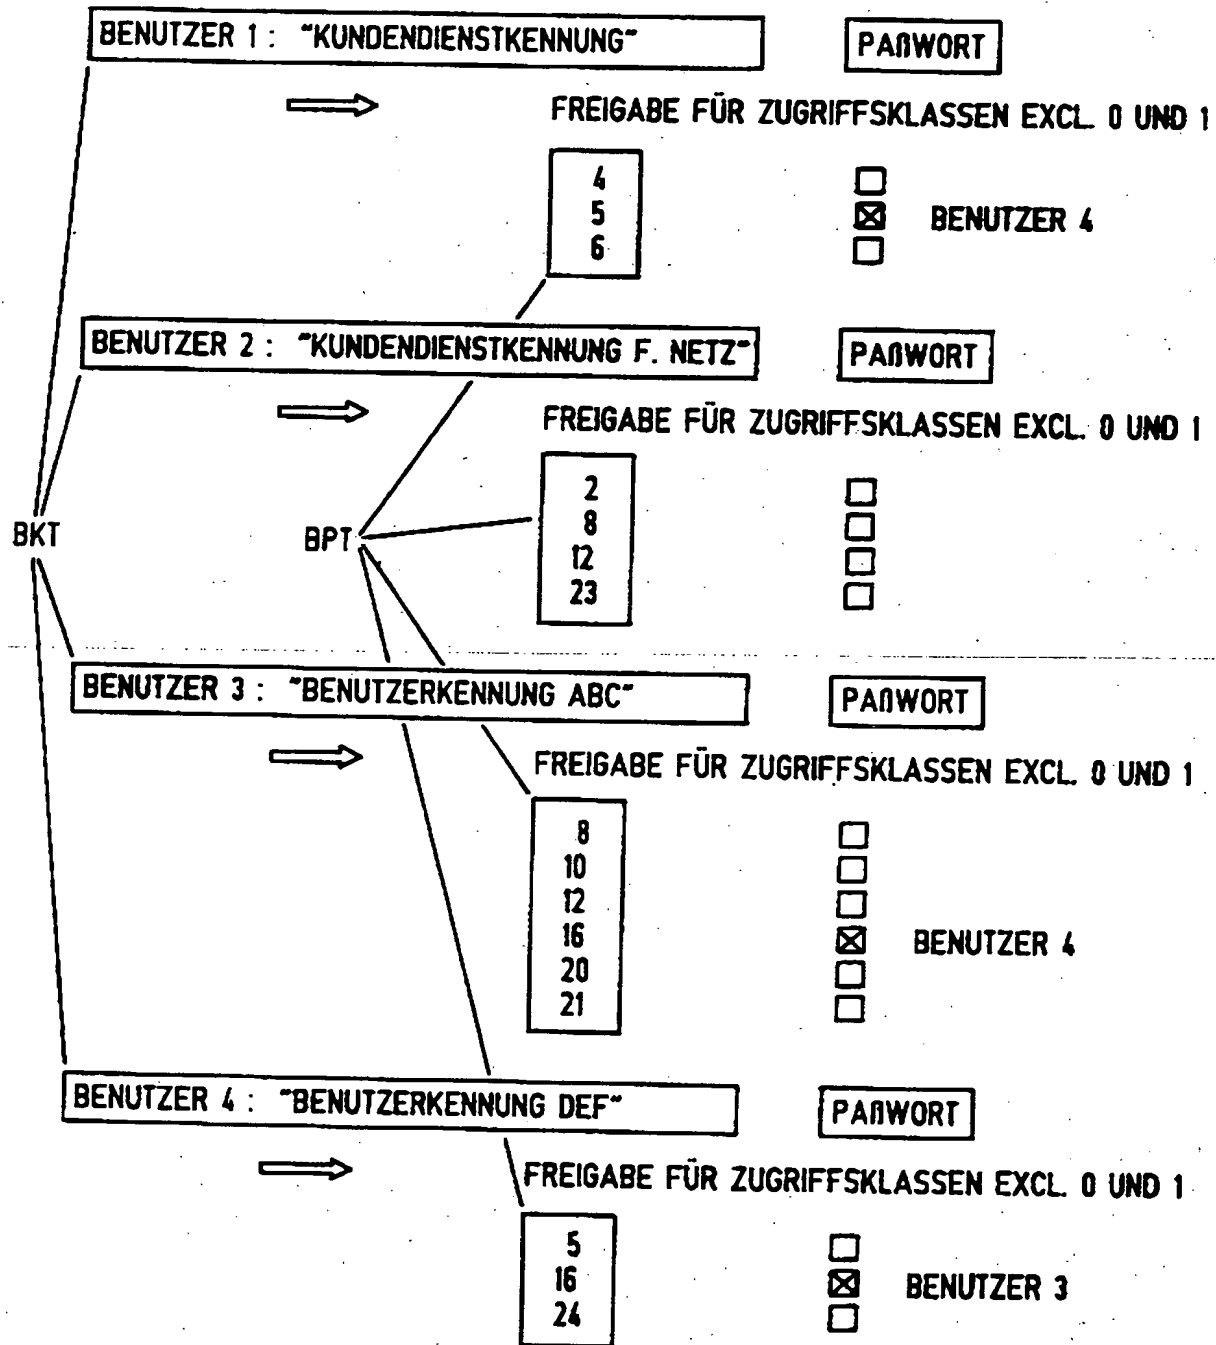 BENUTZER 1 : "KUNDENDIENSTKENNUNG" PAßWORT
FREIGABE FÜR ZUGRIFFSKLASSEN EXCL. 0 UND 1
4
5 BENUTZER 4
6
BENUTZER 2 : "KUNDENDIENSTKENNUNG F. NETZ" PAßWORT
FREIGABE FÜR ZUGRIFFSKLASSEN EXCL. 0 UND 1
2
8
BKT BPT
12
23
BENUTZER 3 : "BENUTZERKENNUNG ABC" PAßWORT
FREIGABE FÜR ZUGRIFFSKLASSEN EXCL. 0 UND 1
8
10
12
16 BENUTZER 4
20
21
BENUTZER 4 : "BENUTZERKENNUNG DEF" PAßWORT
FREIGABE FÜR ZUGRIFFSKLASSEN EXCL. 0 UND 1
5
16 BENUTZER 3
24